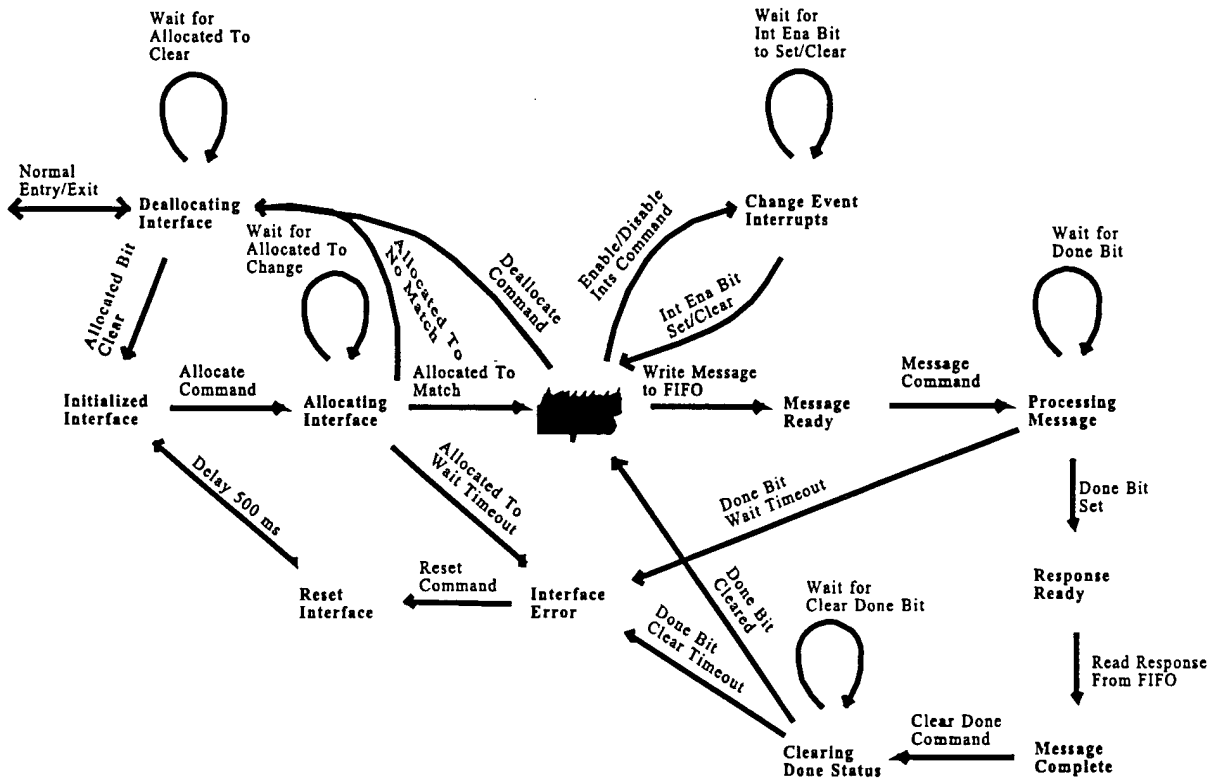 Wait for
Allocated To
Clear
Wait for
Int Ena Bit
to Set/Clear
Normal
Entry/Exit
Deallocating
Interface
Wait for
Allocated To
Change
Allocated To
No Match
Deallocate
Command
Enable/Disable
Ints Command
Change Event
Interrupts
Wait for
Done Bit
Allocated Bit
Clear
Int Ena Bit
Set/Clear
Initialized
Interface
Allocate
Command
Allocating
Interface
Allocated To
Match
Write Message
to FIFO
Message
Ready
Message
Command
Processing
Message
Delay 500 ms
Allocated To
Wait Timeout
Done Bit
Wait Timeout
Done Bit
Set
Reset
Interface
Reset
Command
Interface
Error
Done Bit
Clear Timeout
Done Bit
Cleared
Wait for
Clear Done Bit
Response
Ready
Read Response
From FIFO
Clearing
Done Status
Clear Done
Command
Message
Complete